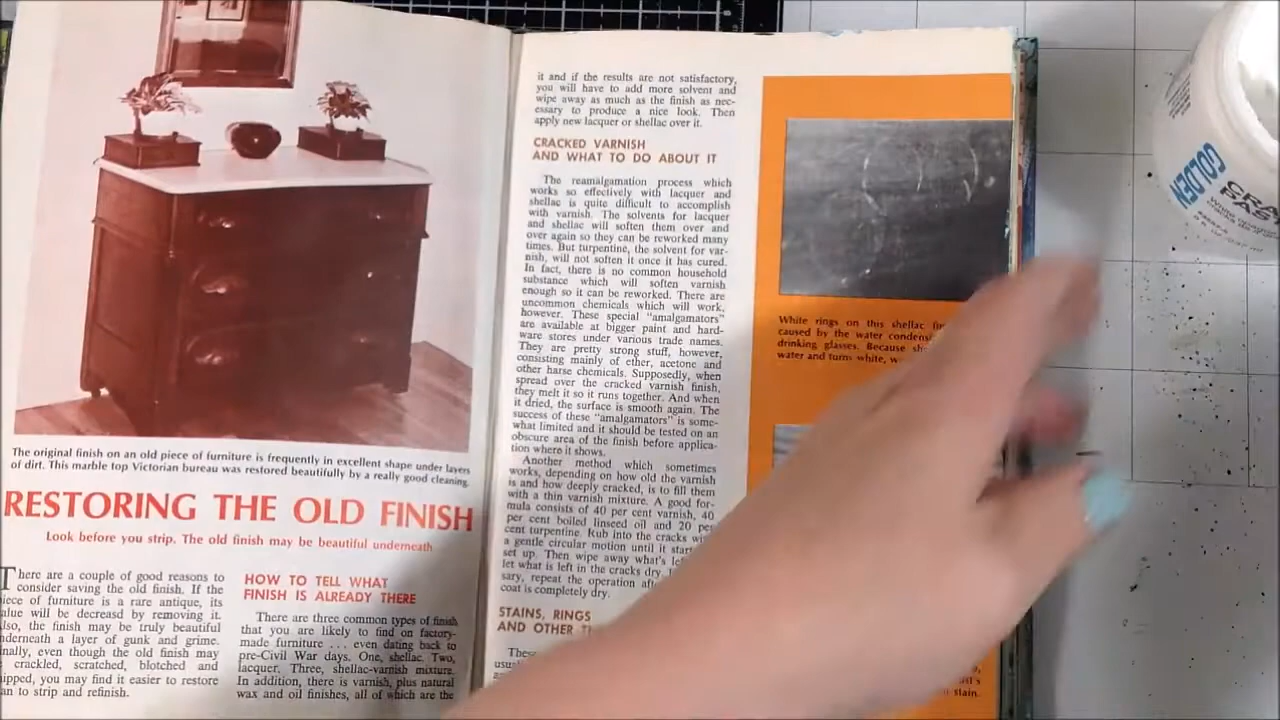 The original finish on an old piece of furniture is frequently in excellent shape under layers
of dirt. This marble top Victorian bureau was restored beautifully by a really good cleaning.
RESTORING THE OLD FINISH
Look before you strip. The old finish may be beautiful underneath
There are a couple of good reasons to
consider saving the old finish. If the
iece of furniture is a rare antique, its
alue will be decreased by removing it.
lso, the finish may be truly beautiful
nderneath a layer of gunk and grime.
nally, even though the old finish may
crackled, scratched, blotched and
ipped, you may find it easier to restore
an to strip and refinish.
HOW TO TELL WHAT
FINISH IS ALREADY THERE
There are three common types of finish
that you are likely to find on factory-
made furniture . . . even dating back to
pre-Civil War days. One, shellac. Two,
lacquer. Three, shellac-varnish mixture.
In addition, there is varnish, plus natural
wax and oil finishes, all of which are the
it and if the results are not satisfactory,
you will have to add more solvent and
wipe away as much as the finish as nec-
essary to produce a nice look. Then
apply new lacquer or shellac over it.
CRACKED VARNISH
AND WHAT TO DO ABOUT IT
The reamalgamation process which
works so effectively with lacquer and
shellac is quite difficult to accomplish
with varnish. The solvents for lacquer
and shellac will soften them over and
over again so they can be reworked many
times. But turpentine, the solvent for var-
nish, will not soften it once it has cured.
In fact, there is no common household
substance which will soften varnish
enough so it can be reworked. There are
uncommon chemicals which will work,
however. These special "amalgamators"
are available at bigger paint and hard-
ware stores under various trade names.
They are pretty strong stuff, however,
consisting mainly of ether, acetone and
other harse chemicals. Supposedly, when
spread over the cracked varnish finish,
they melt it so it runs together. And when
it dried, the surface is smooth again. The
success of these "amalgamators" is some-
what limited and it should be tested on an
obscure area of the finish before applica-
tion where it shows.
Another method which sometimes
works, depending on how old the varnish
is and how deeply cracked, is to fill them
with a thin varnish mixture. A good for-
mula consists of 40 per cent varnish, 40
per cent boiled linseed oil and 20 per
cent turpentine. Rub into the cracks wi
a gentle circular motion until it start
set up. Then wipe away what's lef
let what is left in the cracks dry.
sary, repeat the operation aft
coat is completely dry.
STAINS, RINGS
AND OTHER T
These
usual
White rings on this shellac fin
caused by the water condens
drinking glasses. Because sh
water and turns white, w
stain.
GOLDEN